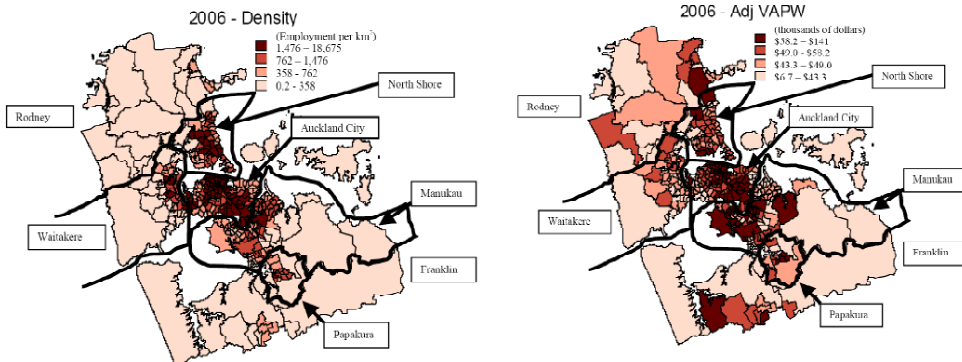 2006 - Density
(Employment per km²)
1,476 – 18,675
762 – 1,476
358 - 762
0.2 - 358
North Shore
Rodney
Auckland City
Manukau
Waitakere
Franklin
Papakura
2006 - Adj VAPW
(thousands of dollars)
$58.2 – $141
$49.0 – $58.2
$43.3 – $49.0
$6.7 – $43.3
North Shore
Rodney
Auckland City
Manukau
Waitakere
Franklin
Papakura